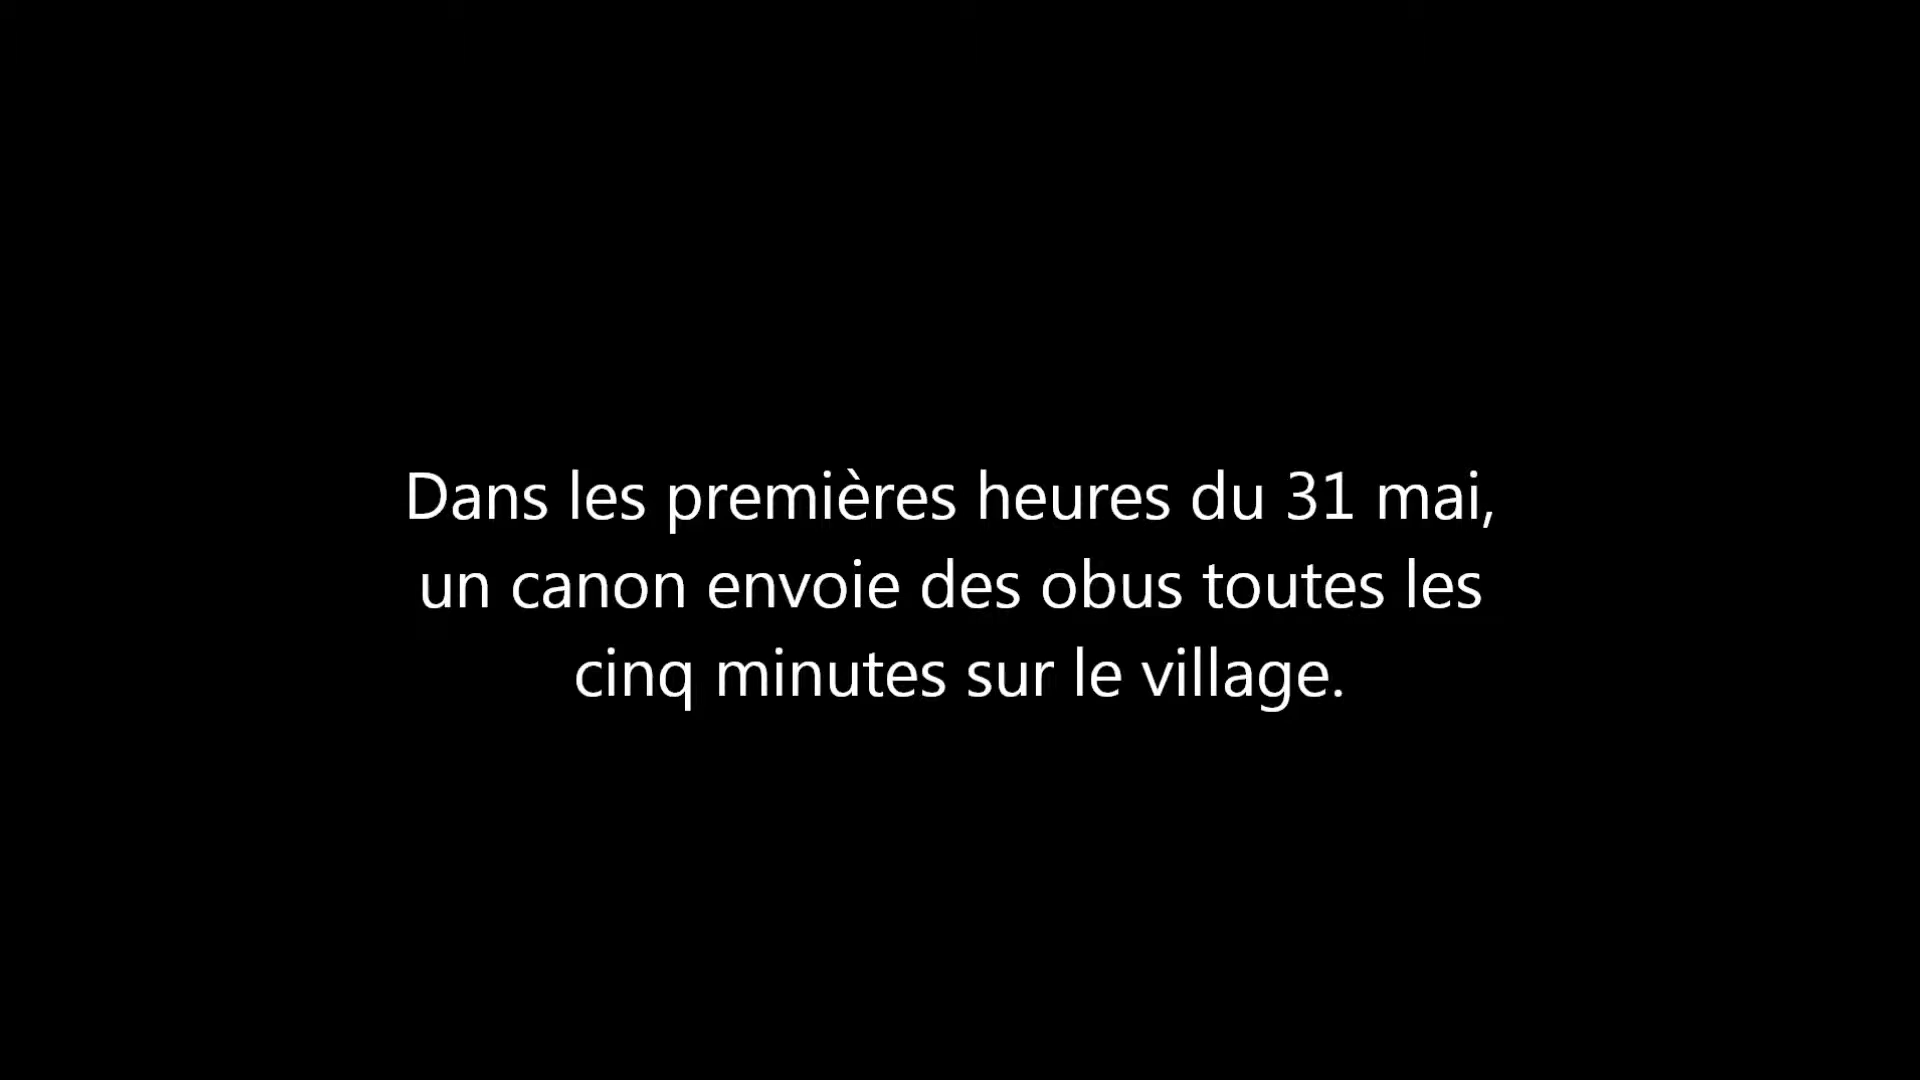 Dans les premières heures du 31 mai,
un canon envoie des obus toutes les
cinq minutes sur le village.